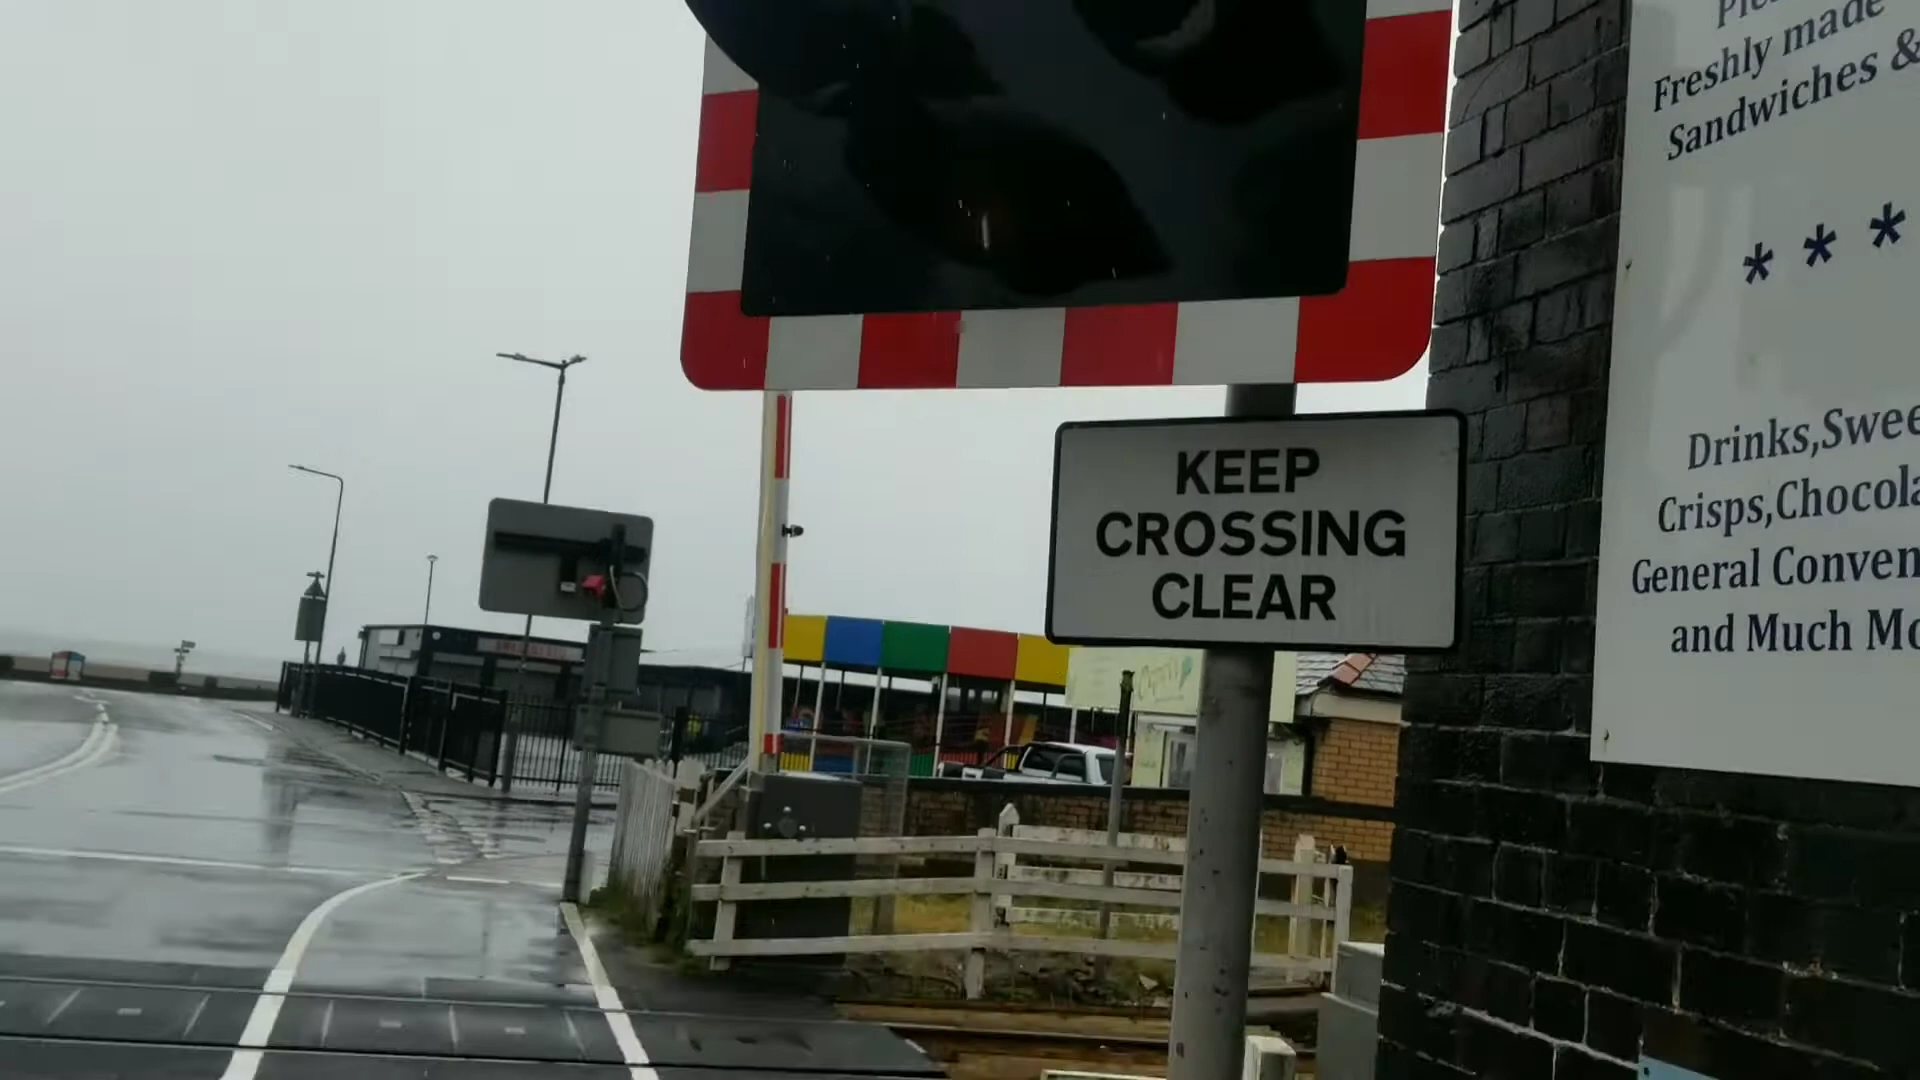 KEEP
CROSSING
CLEAR
Freshly made
Sandwiches &
* * *
Drinks,Swee
Crisps,Chocola
General Conven
and Much Mo